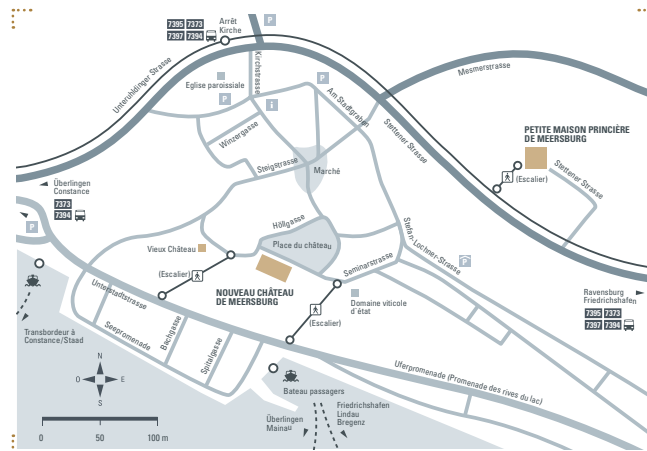 7395 7373
7397 7394
Arrêt
Kirche
P
Unteruhldinger Strasse
Kirchstrasse
Eglise paroissiale
P
i
P
Mesmerstrasse
Am Stadtgraben
Winzergasse
Stettener Strasse
PETITE MAISON PRINCIÈRE
DE MEERSBURG
(Escalier)
Stettener Strasse
Steigstrasse
Marché
Überlingen
Constance
7373
7394
P
Höllgasse
Place du château
Vieux Château
(Escalier)
Seminarstrasse
Stefan-Lochner-Strasse
P
NOUVEAU CHÂTEAU
DE MEERSBURG
Unterstadtstrasse
Domaine viticole
d'état
(Escalier)
Ravensburg
Friedrichshafen
7395 7373
7397 7394
Transbordeur à
Constance/Staad
Seepromenade
Bachgasse
Spitalgasse
Uferpromenade (Promenade des rives du lac)
N
O E
S
Bateau passagers
Überlingen
Mainau
Friedrichshafen
Lindau
Bregenz
0 50 100 m